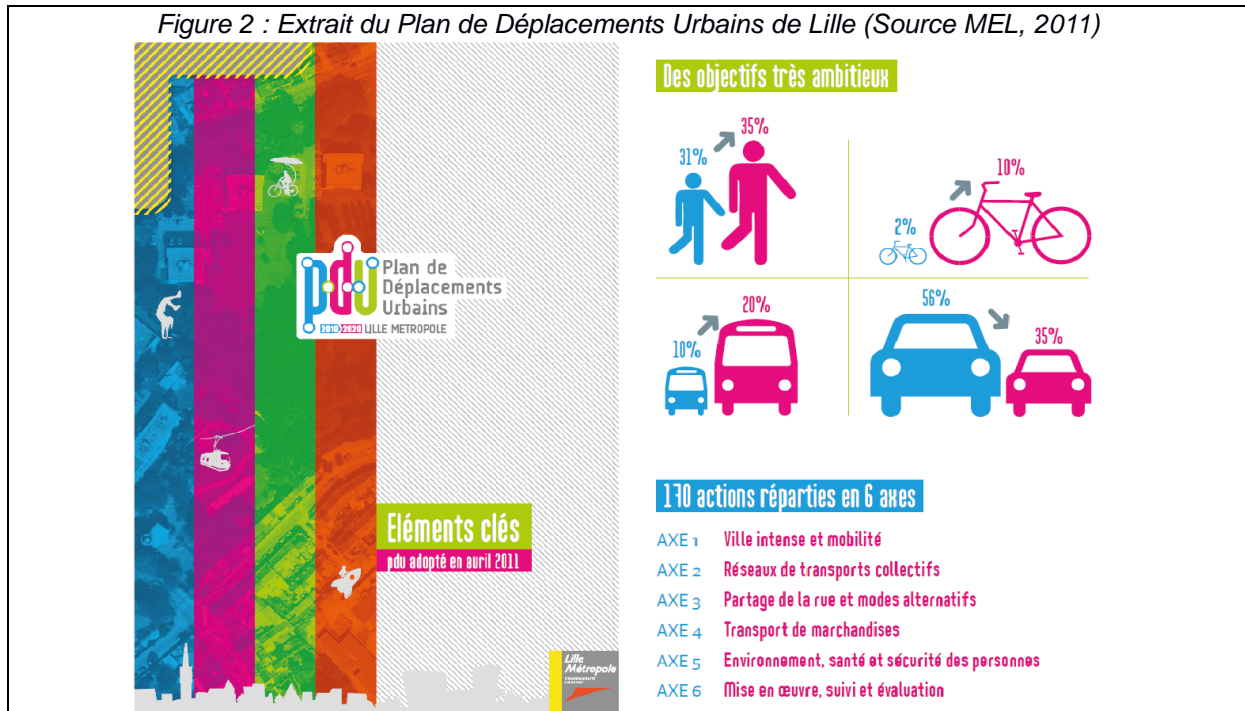 Figure 2 : Extrait du Plan de Déplacements Urbains de Lille (Source MEL, 2011)
pdu
Plan de
Déplacements
Urbains
2010>2020 LILLE METROPOLE
Eléments clés
pdu adopté en avril 2011
Lille
Métropole
Des objectifs très ambitieux
31%
35%
2%
10%
10%
20%
56%
35%
170 actions réparties en 6 axes
AXE 1 Ville intense et mobilité
AXE 2 Réseaux de transports collectifs
AXE 3 Partage de la rue et modes alternatifs
AXE 4 Transport de marchandises
AXE 5 Environnement, santé et sécurité des personnes
AXE 6 Mise en œuvre, suivi et évaluation